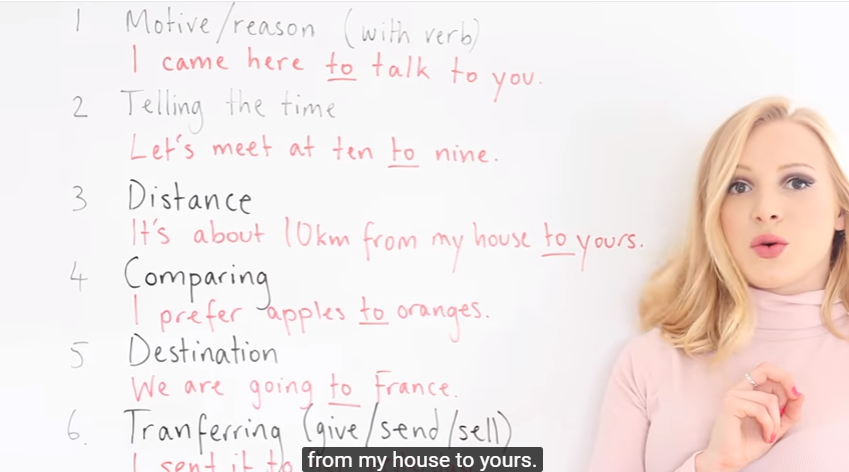 1 Motive/reason (with verb)
I came here to talk to you.
2 Telling the time
Let's meet at ten to nine.
3 Distance
It's about 10km from my house to yours.
4 Comparing
I prefer apples to oranges.
5 Destination
We are going to France.
6. Tranferring (give/send/sell)
I sent it to
from my house to yours.